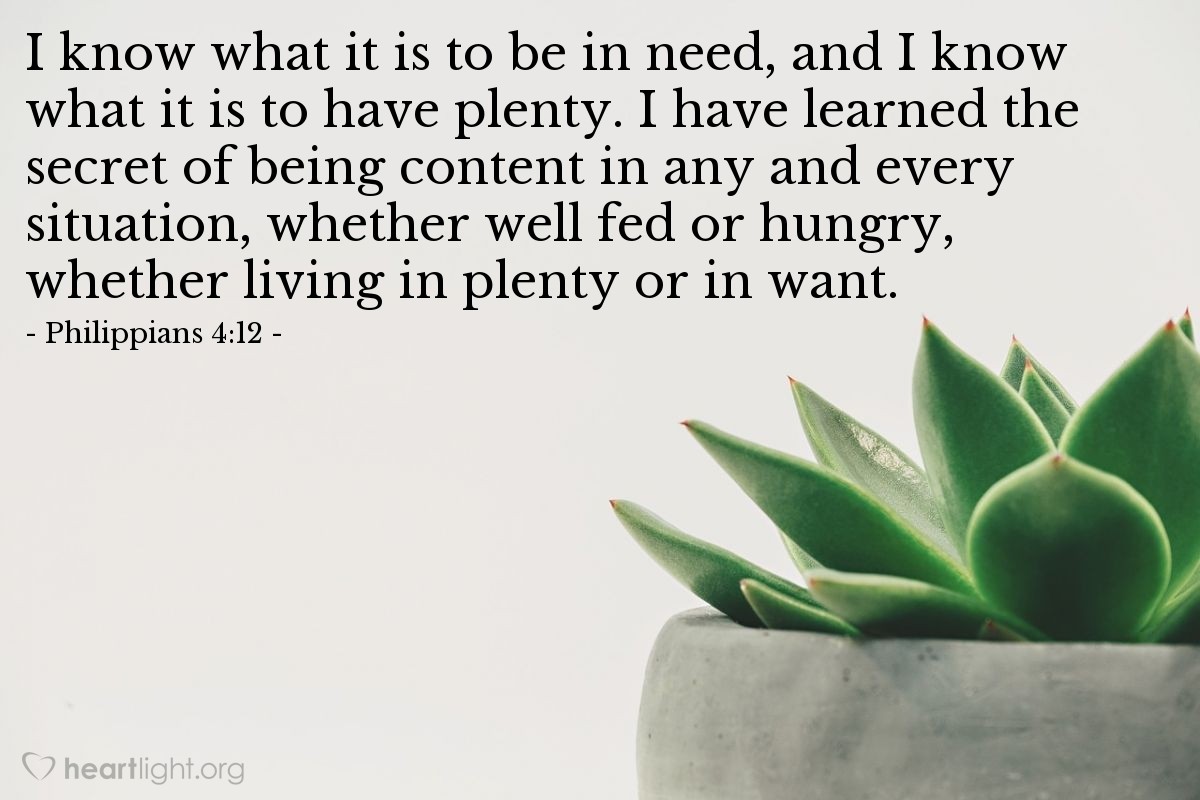 I know what it is to be in need, and I know
what it is to have plenty. I have learned the
secret of being content in any and every
situation, whether well fed or hungry,
whether living in plenty or in want.
- Philippians 4:12 -
heartlight.org